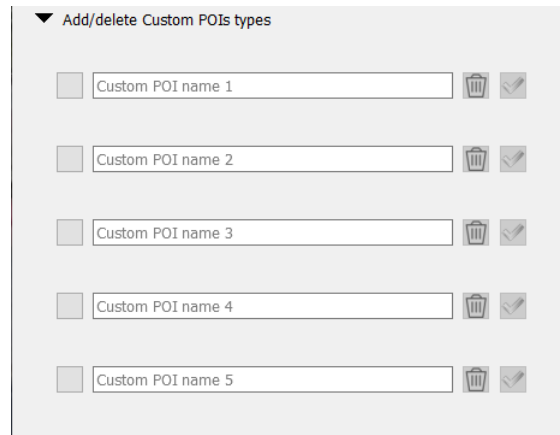 Add/delete Custom POIs types
Custom POI name 1
Custom POI name 2
Custom POI name 3
Custom POI name 4
Custom POI name 5